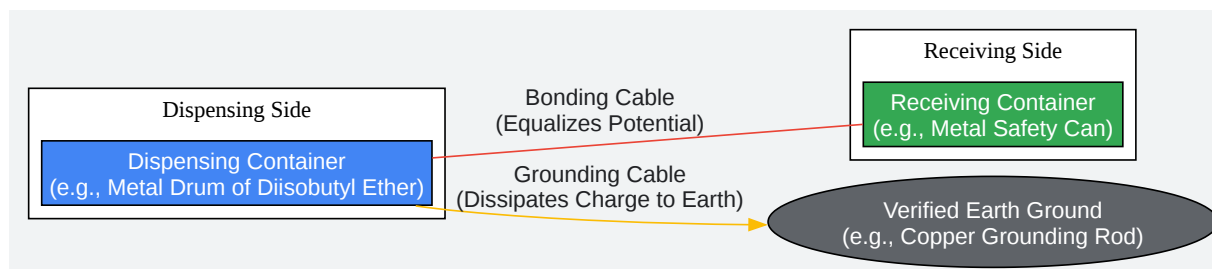 Dispensing Side
Dispensing Container
(e.g., Metal Drum of Diisobutyl Ether)
Bonding Cable
(Equalizes Potential)
Grounding Cable
(Dissipates Charge to Earth)
Receiving Side
Receiving Container
(e.g., Metal Safety Can)
Verified Earth Ground
(e.g., Copper Grounding Rod)